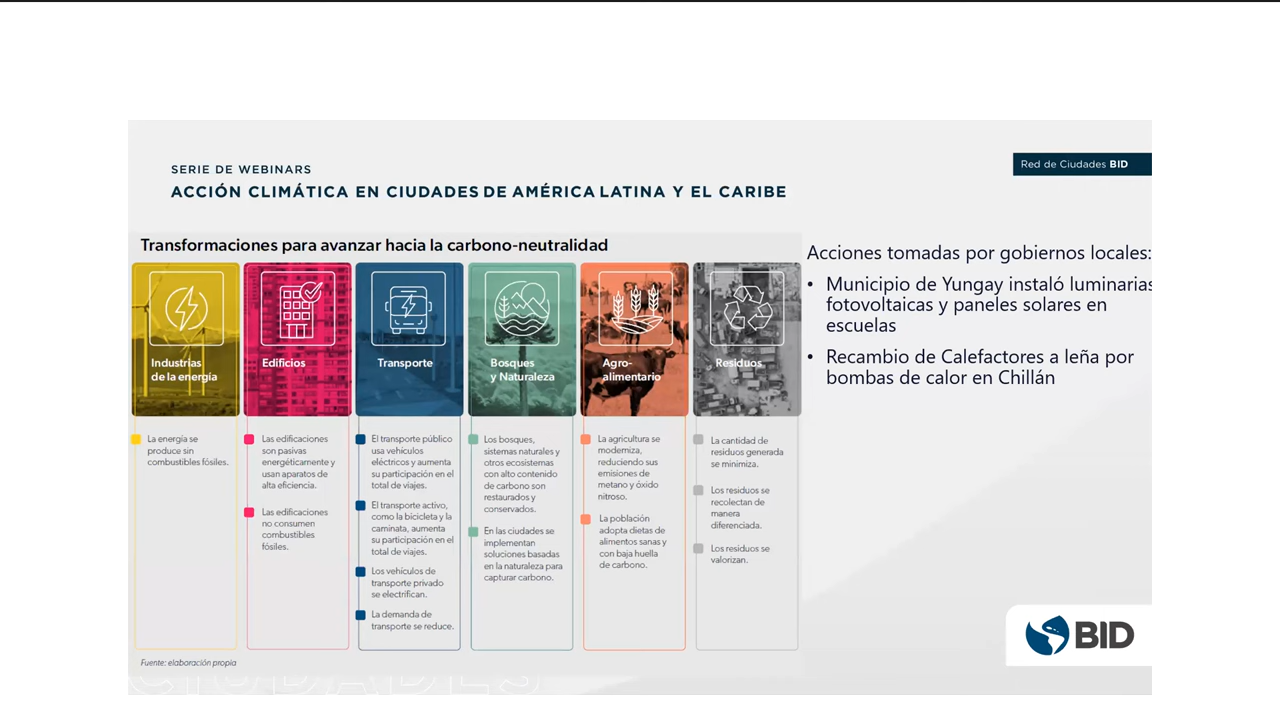 SERIE DE WEBINARS
ACCIÓN CLIMÁTICA EN CIUDADES DE AMÉRICA LATINA Y EL CARIBE
Red de Ciudades BID
Transformaciones para avanzar hacia la carbono-neutralidad
Industrias
de la energía
La energía se
produce sin
combustibles fósiles.
Edificios
Las edificaciones
son pasivas
energéticamente y
usan aparatos de
alta eficiencia.
Las edificaciones
no consumen
combustibles
fósiles.
Transporte
El transporte público
usa vehículos
eléctricos y aumenta
su participación en el
total de viajes.
El transporte activo,
como la bicicleta y la
caminata, aumenta
su participación en el
total de viajes.
Los vehículos de
transporte privado
se electrifican.
La demanda de
transporte se reduce.
Bosques
y Naturaleza
Los bosques,
sistemas naturales y
otros ecosistemas
con alto contenido
de carbono son
restaurados y
conservados.
En las ciudades se
implementan
soluciones basadas
en la naturaleza para
capturar carbono.
Agro-
alimentario
La agricultura se
moderniza,
reduciendo sus
emisiones de
metano y óxido
nitroso.
La población
adopta dietas de
alimentos sanas y
con baja huella
de carbono.
Residuos
La cantidad de
residuos generada
se minimiza.
Los residuos se
recolectan de
manera
diferenciada.
Los residuos se
valorizan.
Fuente: elaboración propia
Acciones tomadas por gobiernos locales:
• Municipio de Yungay instaló luminarias
fotovoltaicas y paneles solares en
escuelas
• Recambio de Calefactores a leña por
bombas de calor en Chillán
BID
CIUDADES